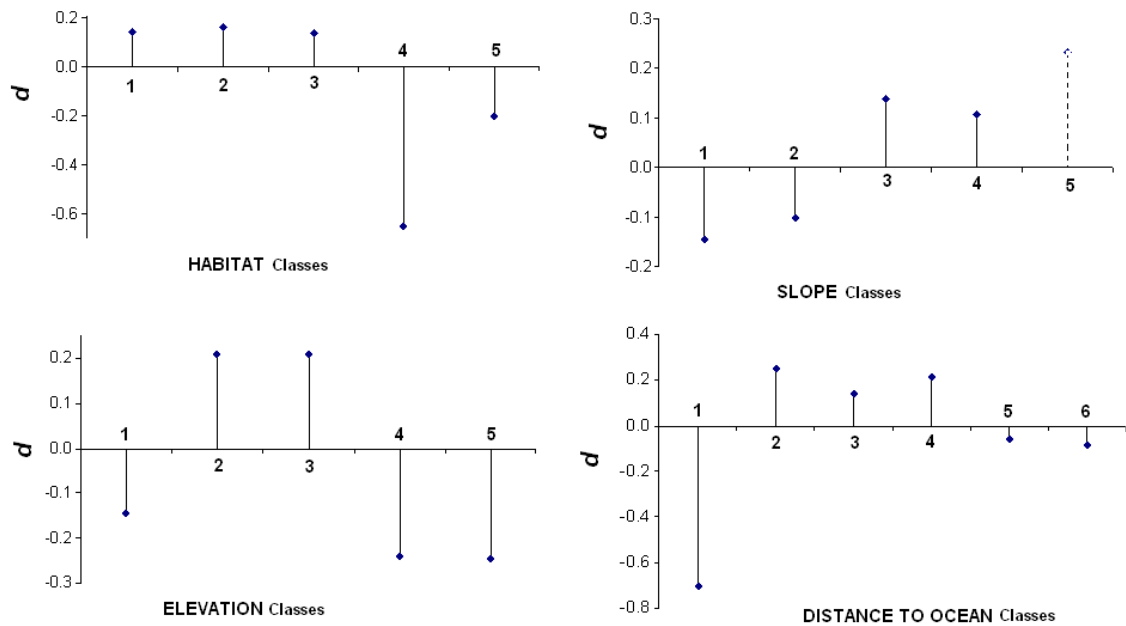 0.2
0.0
-0.2
-0.4
-0.6
d
1 2 3 4 5
HABITAT Classes
0.3
0.2
0.1
0.0
-0.1
-0.2
d
1 2 3 4 5
SLOPE Classes
0.2
0.1
0.0
-0.1
-0.2
-0.3
d
1 2 3 4 5
ELEVATION Classes
0.4
0.2
0.0
-0.2
-0.4
-0.6
-0.8
d
1 2 3 4 5 6
DISTANCE TO OCEAN Classes